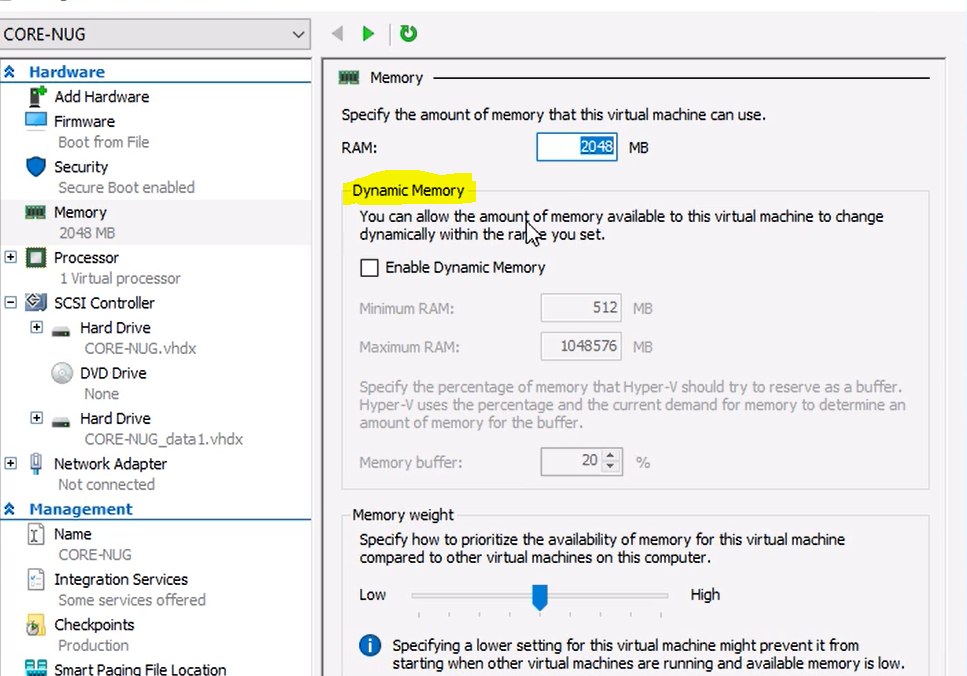 CORE-NUG
Hardware
Add Hardware
Firmware
Boot from File
Security
Secure Boot enabled
Memory
2048 MB
Processor
1 Virtual processor
SCSI Controller
Hard Drive
CORE-NUG.vhdx
DVD Drive
None
Hard Drive
CORE-NUG_data1.vhdx
Network Adapter
Not connected
Management
Name
CORE-NUG
Integration Services
Some services offered
Checkpoints
Production
Smart Paging File Location
Memory
Specify the amount of memory that this virtual machine can use.
RAM: 2048 MB
Dynamic Memory
You can allow the amount of memory available to this virtual machine to change
dynamically within the range you set.
Enable Dynamic Memory
Minimum RAM: 512 MB
Maximum RAM: 1048576 MB
Specify the percentage of memory that Hyper-V should try to reserve as a buffer.
Hyper-V uses the percentage and the current demand for memory to determine an
amount of memory for the buffer.
Memory buffer: 20 %
Memory weight
Specify how to prioritize the availability of memory for this virtual machine
compared to other virtual machines on this computer.
Low High
Specifying a lower setting for this virtual machine might prevent it from
starting when other virtual machines are running and available memory is low.